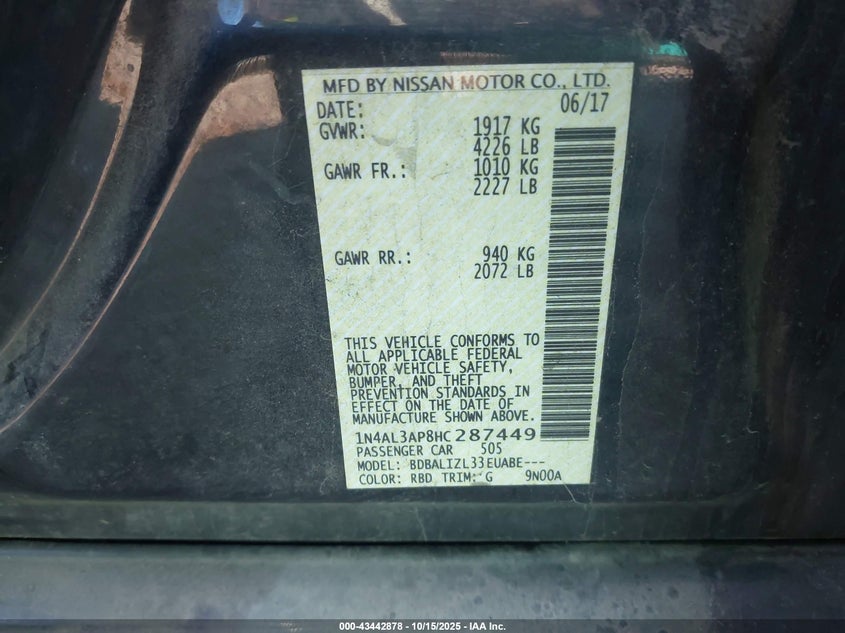 MFD BY NISSAN MOTOR CO., LTD.
DATE: 06/17
GVWR: 1917 KG
4226 LB
GAWR FR.: 1010 KG
2227 LB
GAWR RR.: 940 KG
2072 LB
THIS VEHICLE CONFORMS TO
ALL APPLICABLE FEDERAL
MOTOR VEHICLE SAFETY,
BUMPER, AND THEFT
PREVENTION STANDARDS IN
EFFECT ON THE DATE OF
MANUFACTURE SHOWN ABOVE.
1N4AL3AP8HC287449
PASSENGER CAR 505
MODEL: BDBALIZL33EUABE---
COLOR: RBD TRIM: G 9N00A
000-43442878 - 10/15/2025 - IAA Inc.